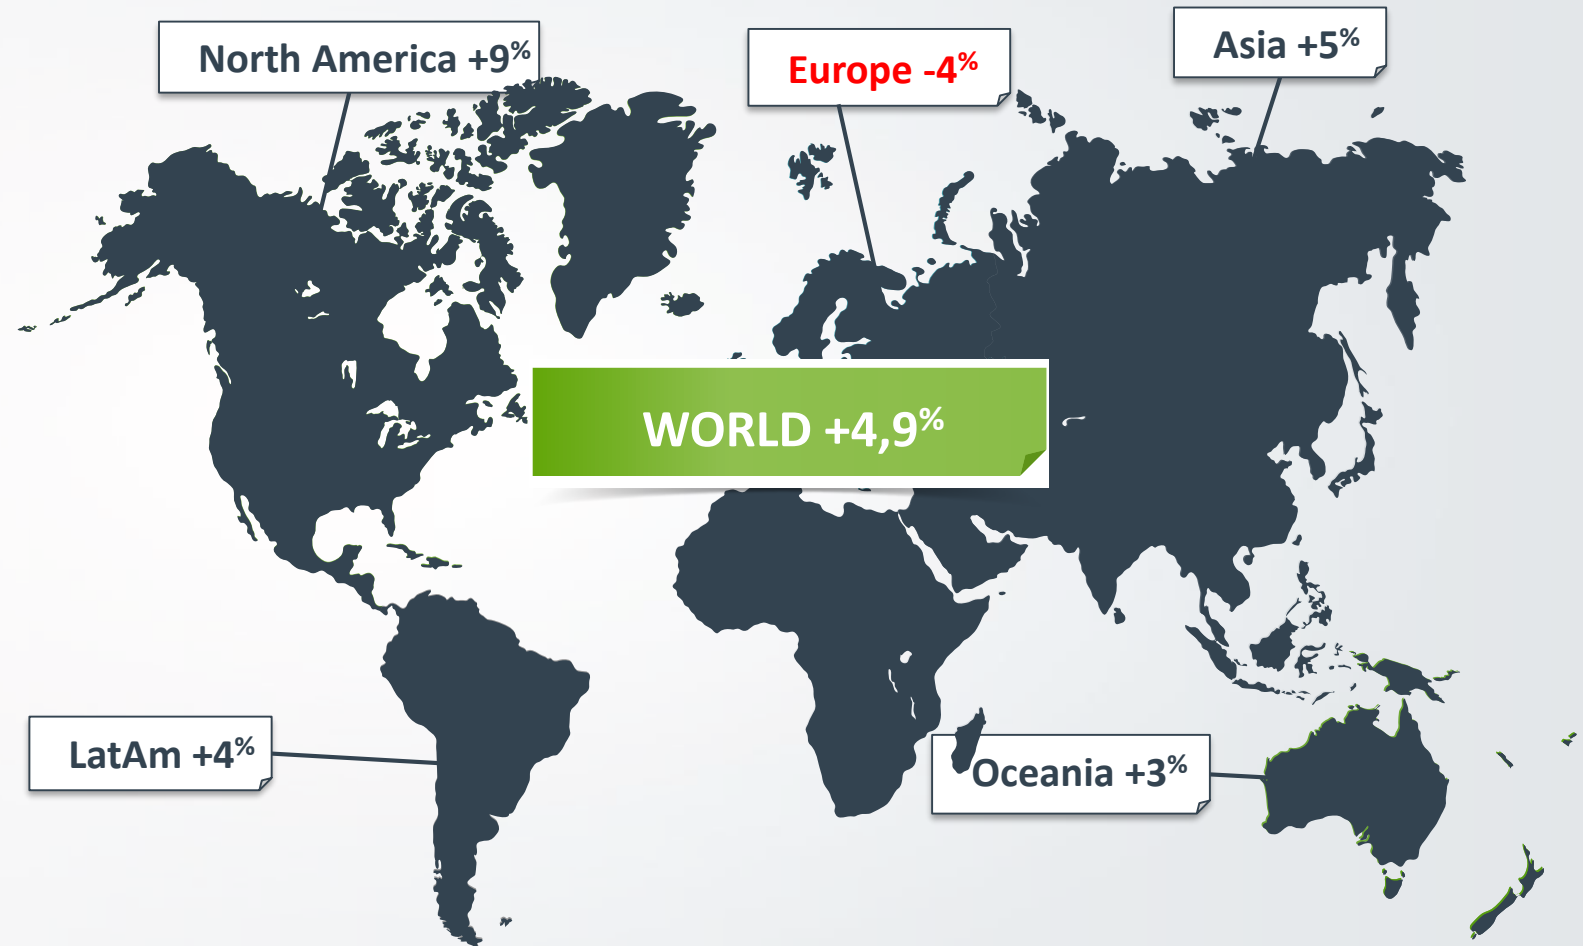 North America +9%
Europe -4%
Asia +5%
WORLD +4,9%
LatAm +4%
Oceania +3%